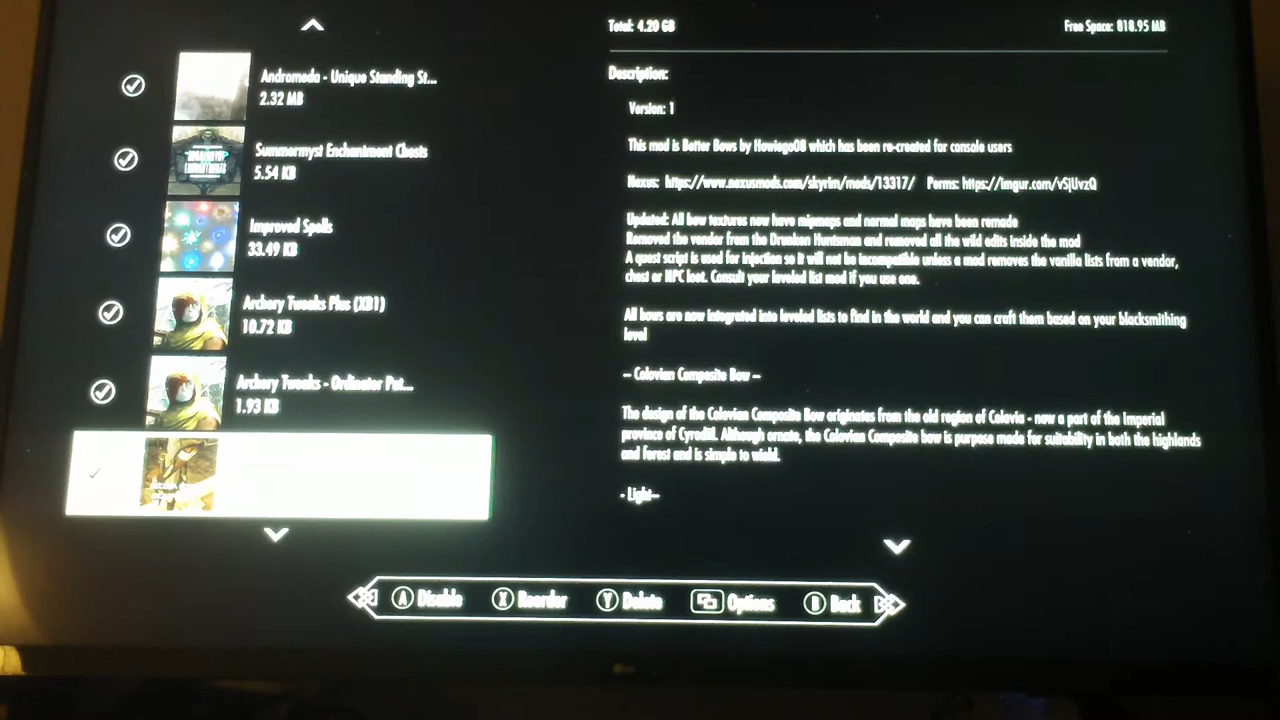 Total: 4.20 GB
Free Space: 818.95 MB
Andromeda - Unique Standing St...
2.32 MB
Summermyst Enchantment Chests
5.54 KB
Improved Spells
33.49 KB
Archery Tweaks Plus (XB1)
10.72 KB
Archery Tweaks - Ordinator Pat...
1.93 KB
Description:
Version: 1
This mod is Better Bows by Howiego08 which has been re-created for console users
Nexus: https://www.nexusmods.com/skyrim/mods/13317/ Perms: https://imgur.com/vSjUvzQ
Updated: All bow textures now have mipmaps and normal maps have been remade
Removed the vendor from the Drunken Huntsman and removed all the wild edits inside the mod
A quest script is used for injection so it will not be incompatible unless a mod removes the vanilla lists from a vendor,
chest or NPC loot. Consult your leveled list mod if you use one.
All bows are now integrated into leveled lists to find in the world and you can craft them based on your blacksmithing
level
-- Colovian Composite Bow --
The design of the Colovian Composite Bow originates from the old region of Colovia - now a part of the Imperial
province of Cyrodill. Although ornate, the Colovian Composite bow is purpose made for suitability in both the highlands
and forest and is simple to wield.
- Light--
A Disable X Reorder Y Delete Options B Back
LG